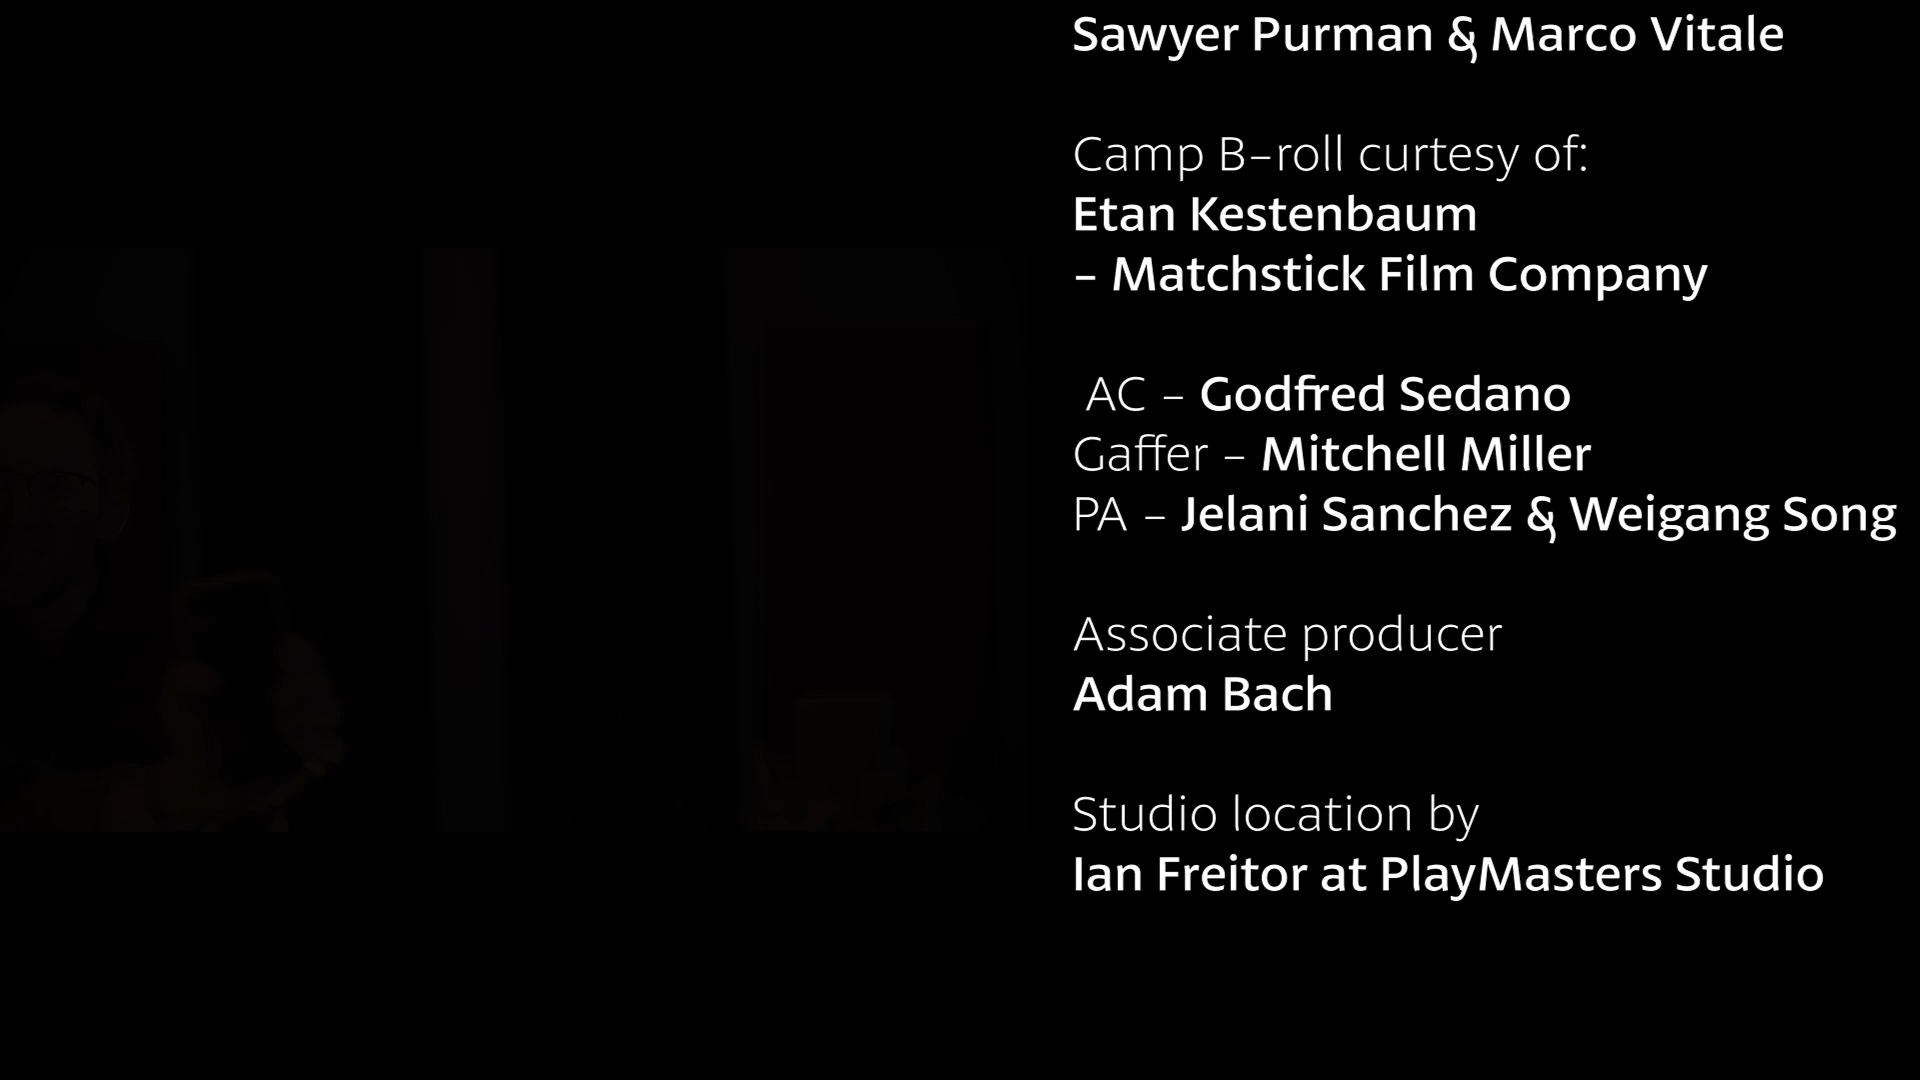 Sawyer Purman & Marco Vitale
Camp B-roll curtesy of:
Etan Kestenbaum
- Matchstick Film Company
AC - Godfred Sedano
Gaffer - Mitchell Miller
PA - Jelani Sanchez & Weigang Song
Associate producer
Adam Bach
Studio location by
Ian Freitor at PlayMasters Studio